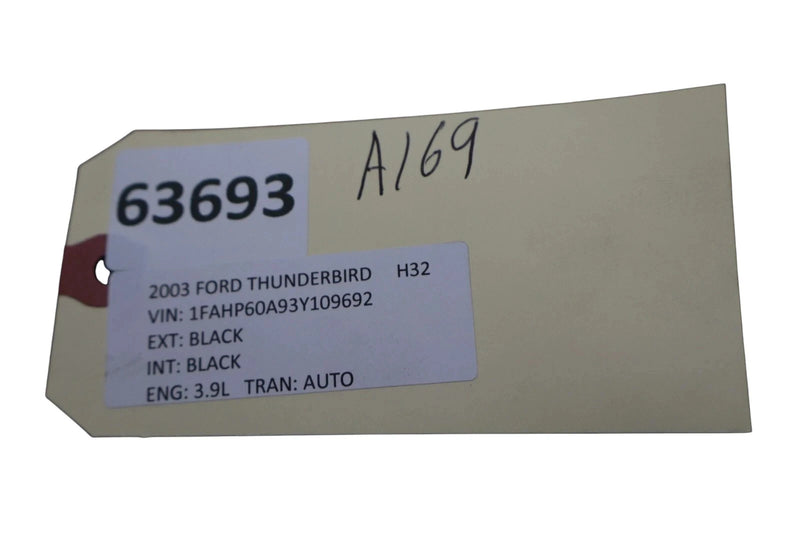 A169
63693
2003 FORD THUNDERBIRD H32
VIN: 1FAHP60A93Y109692
EXT: BLACK
INT: BLACK
ENG: 3.9L TRAN: AUTO